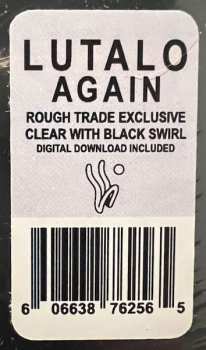 LUTALO
AGAIN
ROUGH TRADE EXCLUSIVE
CLEAR WITH BLACK SWIRL
DIGITAL DOWNLOAD INCLUDED
6 06638 76256 5